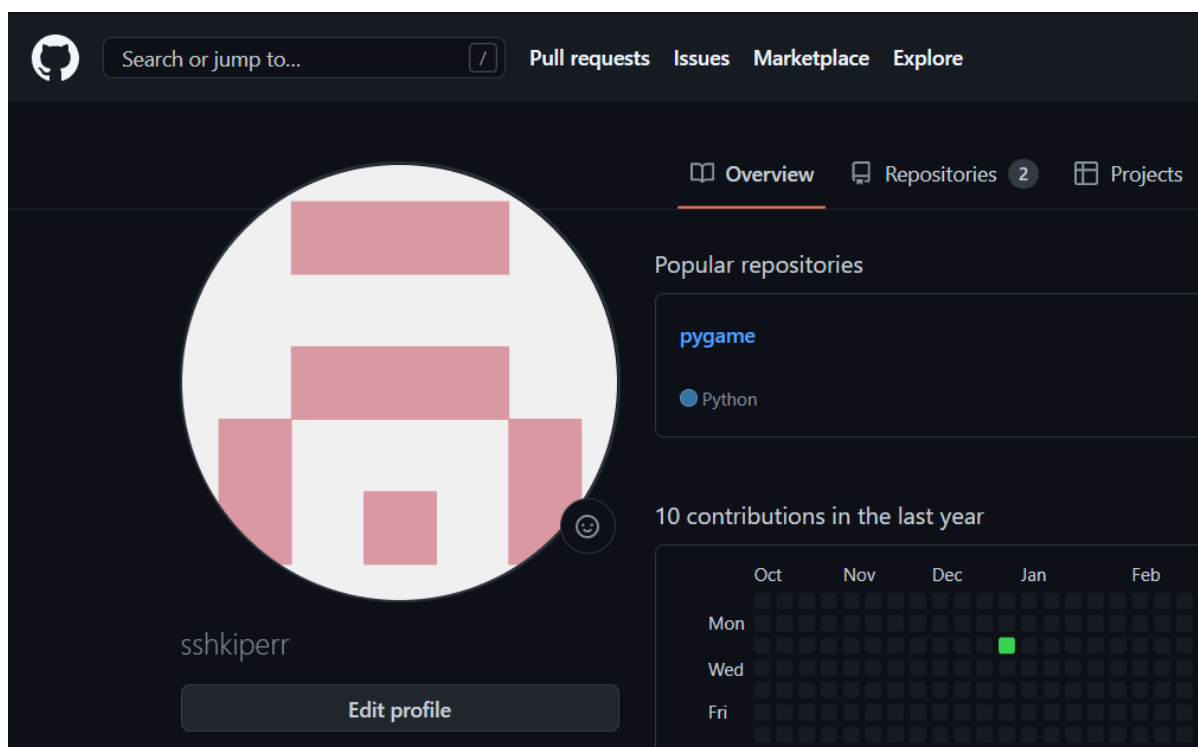 Search or jump to... / Pull requests Issues Marketplace Explore
Overview Repositories 2 Projects
Popular repositories
pygame
Python
10 contributions in the last year
Oct Nov Dec Jan Feb
Mon
Wed
Fri
sshkiperr
Edit profile